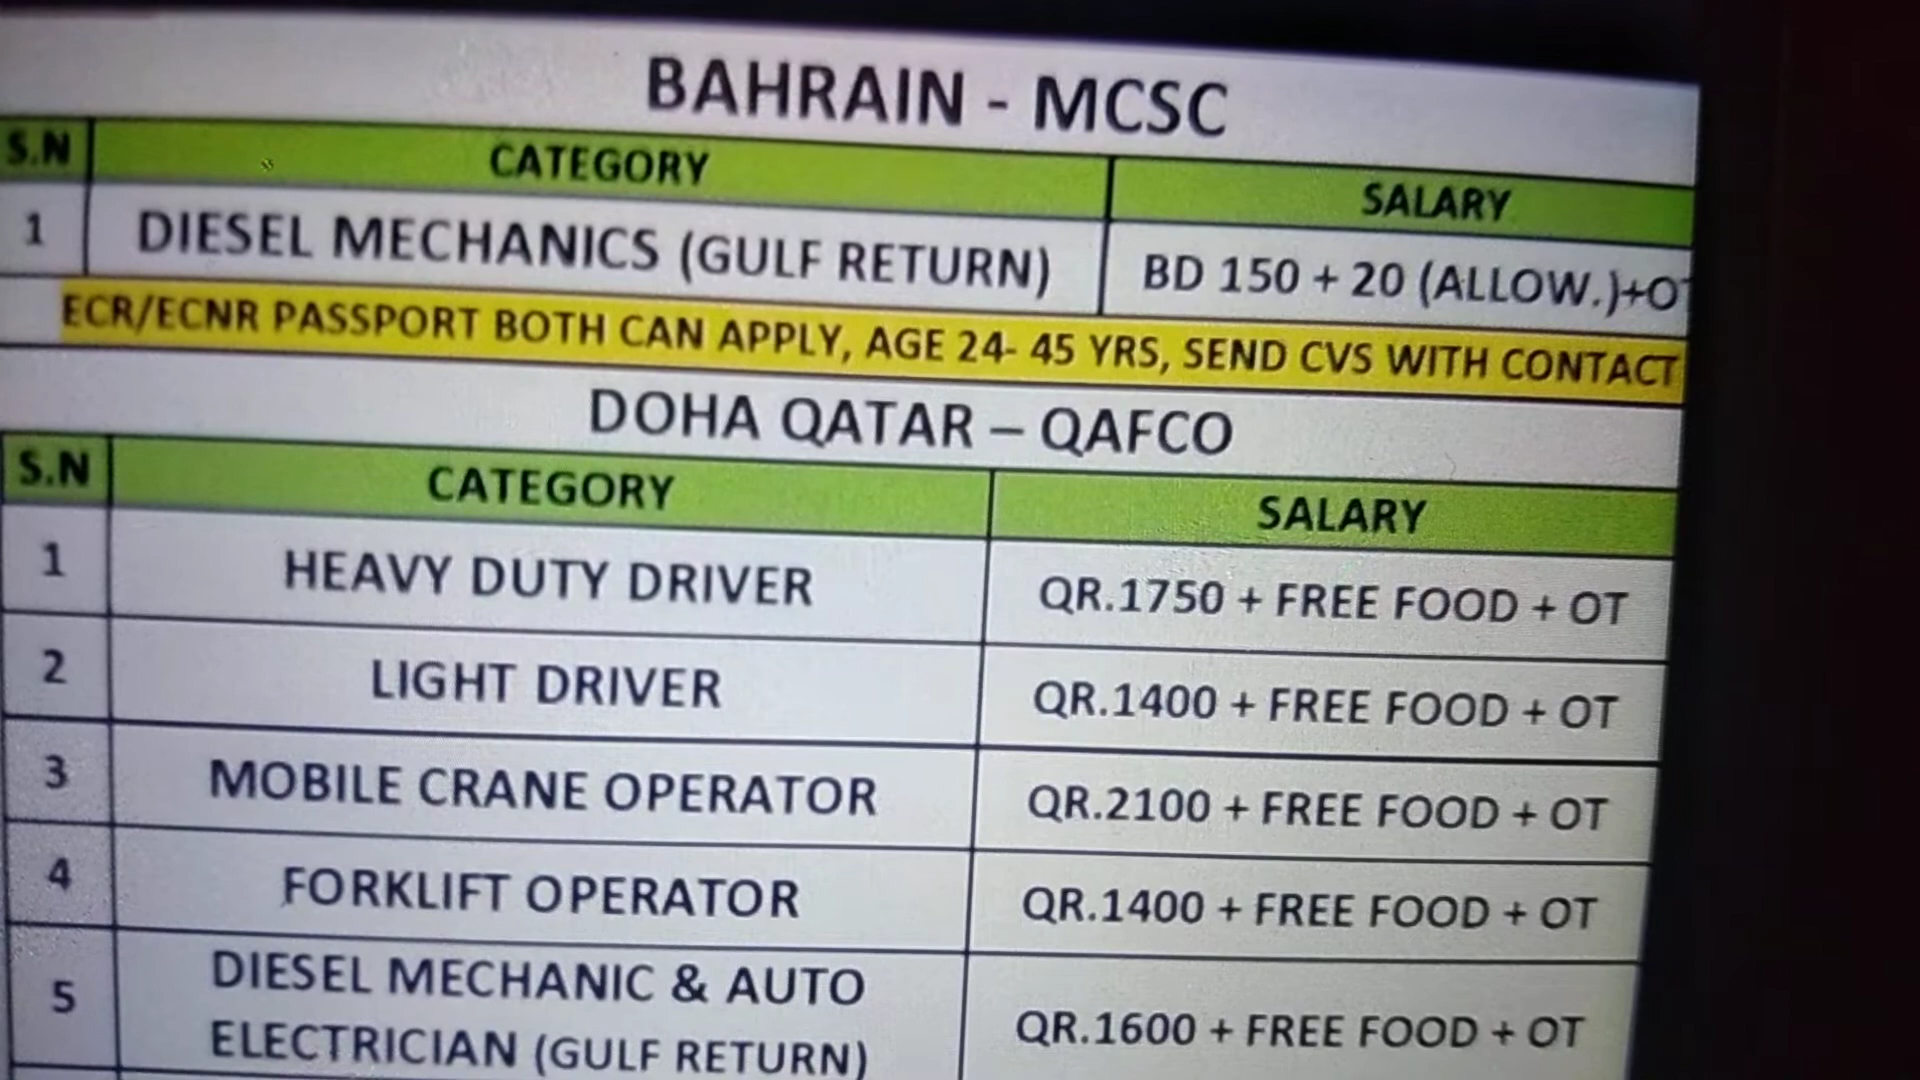 BAHRAIN - MCSC
S.N CATEGORY SALARY
1 DIESEL MECHANICS (GULF RETURN) BD 150 + 20 (ALLOW.)+OT
ECR/ECNR PASSPORT BOTH CAN APPLY, AGE 24- 45 YRS, SEND CVS WITH CONTACT
DOHA QATAR – QAFCO
S.N CATEGORY SALARY
1 HEAVY DUTY DRIVER QR.1750 + FREE FOOD + OT
2 LIGHT DRIVER QR.1400 + FREE FOOD + OT
3 MOBILE CRANE OPERATOR QR.2100 + FREE FOOD + OT
4 FORKLIFT OPERATOR QR.1400 + FREE FOOD + OT
5 DIESEL MECHANIC & AUTO
ELECTRICIAN (GULF RETURN) QR.1600 + FREE FOOD + OT